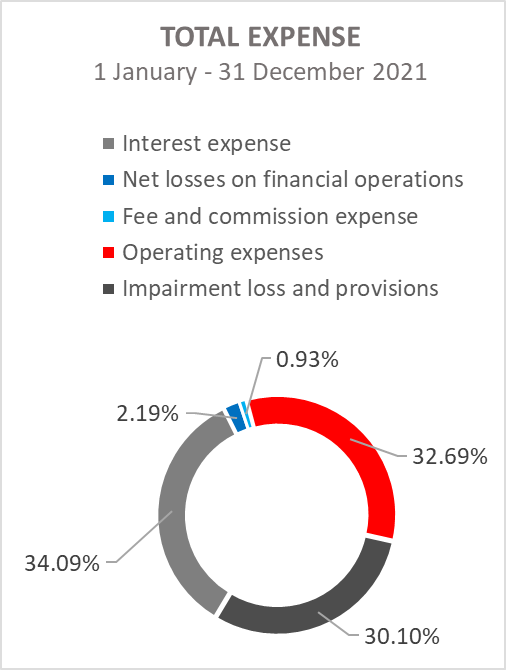 TOTAL EXPENSE
1 January - 31 December 2021
Interest expense
Net losses on financial operations
Fee and commission expense
Operating expenses
Impairment loss and provisions
0.93%
2.19%
32.69%
34.09%
30.10%